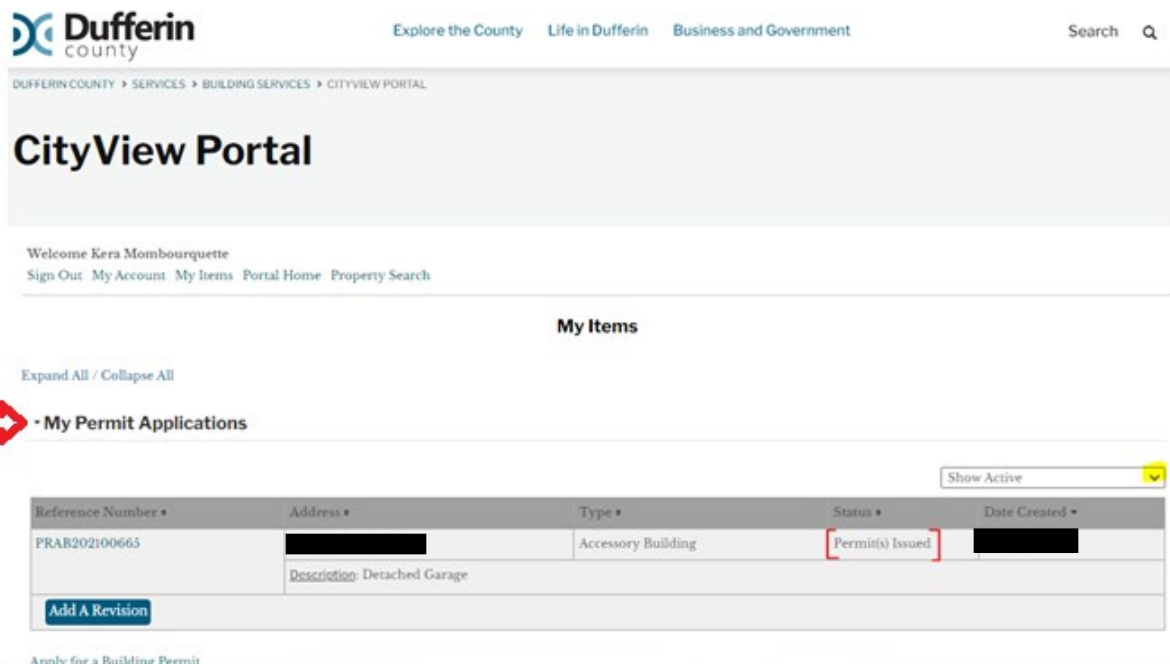 Dufferin
county
Explore the County Life in Dufferin Business and Government Search
DUFFERIN COUNTY > SERVICES > BUILDING SERVICES > CITYVIEW PORTAL
CityView Portal
Welcome Kera Mombourquette
Sign Out My Account My Items Portal Home Property Search
My Items
Expand All / Collapse All
My Permit Applications
Show Active
Reference Number Address Type Status Date Created
PRAB202100665 Accessory Building Permit(s) Issued
Description: Detached Garage
Add A Revision
Apply for a Building Permit